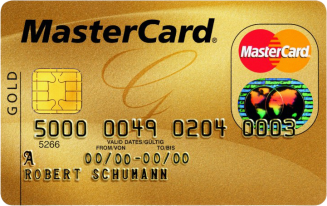 MasterCard®
MasterCard
GOLD
5000 0049 0204 0003
5266
VALID DATES/GÜLTIG
FROM/VON TO/BIS
A 00/00-00/00
ROBERT SCHUMANN